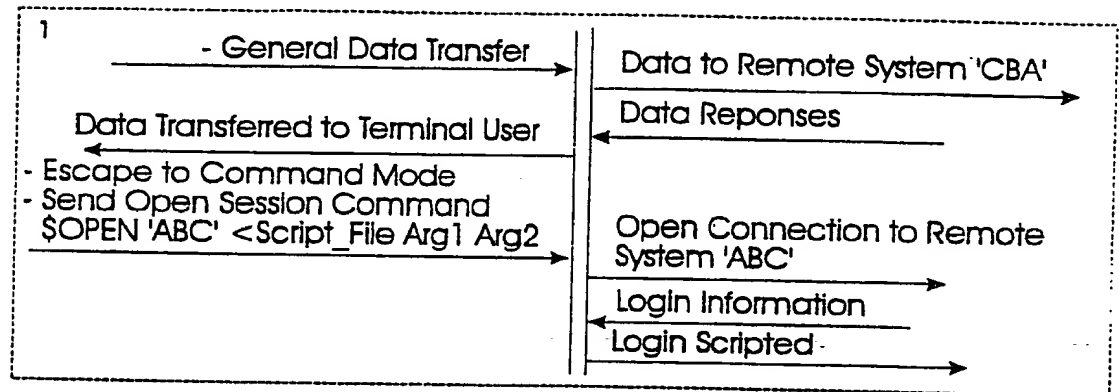 1
- General Data Transfer
Data to Remote System 'CBA'
Data Reponses
Data Transferred to Terminal User
- Escape to Command Mode
- Send Open Session Command
$OPEN 'ABC' <Script_File Arg1 Arg2
Open Connection to Remote
System 'ABC'
Login Information
Login Scripted